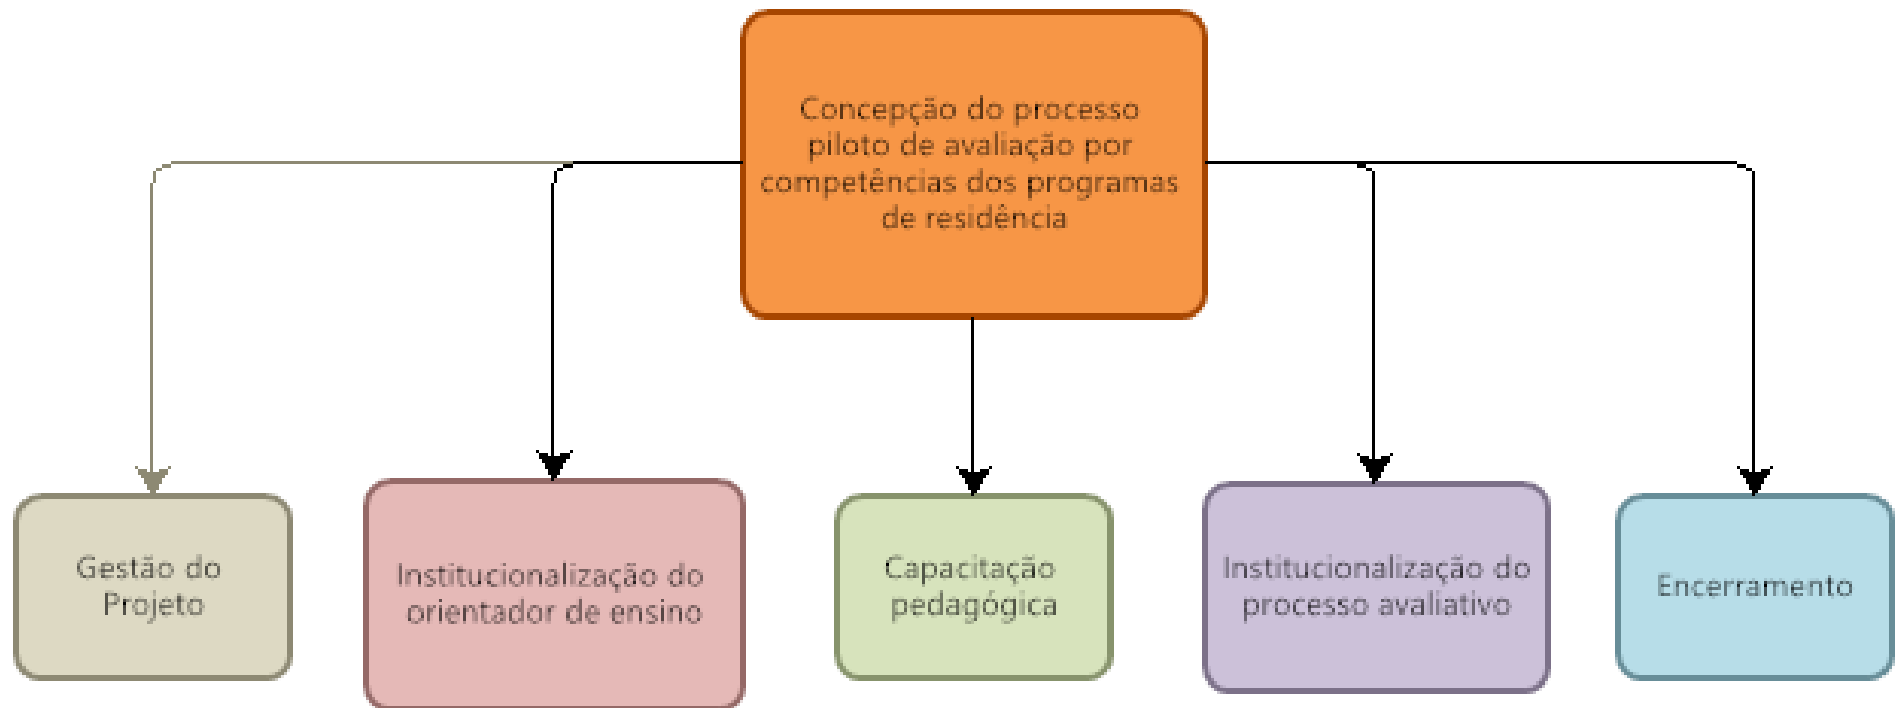 Concepção do processo
piloto de avaliação por
competências dos programas
de residência
Gestão do
Projeto
Institucionalização do
orientador de ensino
Capacitação
pedagógica
Institucionalização do
processo avaliativo
Encerramento